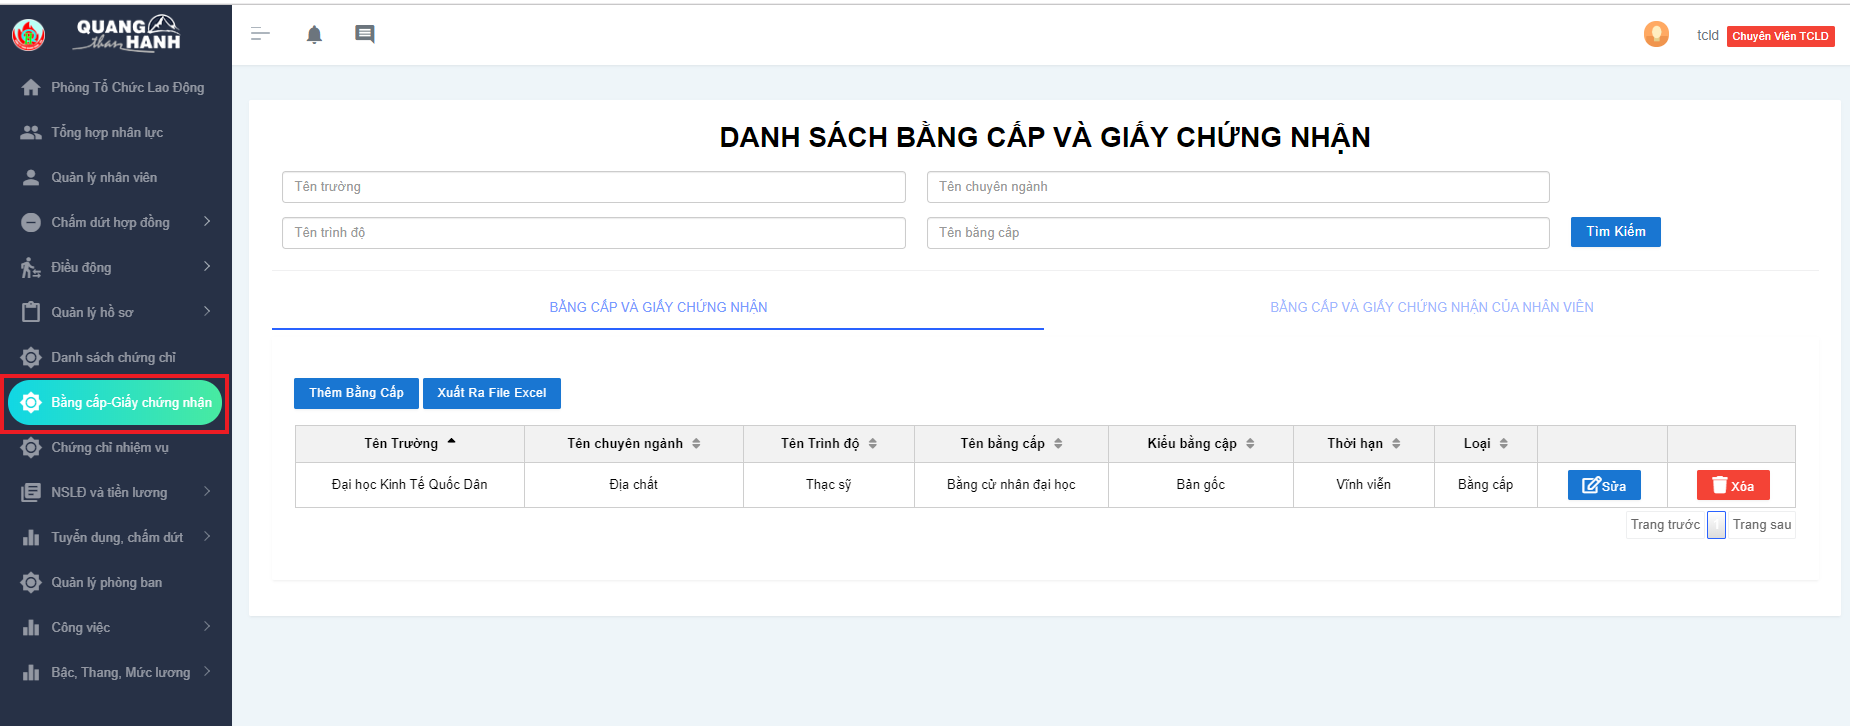 QUANG
than HANH
tcld Chuyên Viên TCLD
Phòng Tổ Chức Lao Động
Tổng hợp nhân lực
Quản lý nhân viên
Chấm dứt hợp đồng
Điều động
Quản lý hồ sơ
Danh sách chứng chỉ
Bằng cấp-Giấy chứng nhận
Chứng chỉ nhiệm vụ
NSLĐ và tiền lương
Tuyển dụng, chấm dứt
Quản lý phòng ban
Công việc
Bậc, Thang, Mức lương
DANH SÁCH BẰNG CẤP VÀ GIẤY CHỨNG NHẬN
Tên trường Tên chuyên ngành
Tên trình độ Tên bằng cấp Tìm Kiếm
BẰNG CẤP VÀ GIẤY CHỨNG NHẬN BẰNG CẤP VÀ GIẤY CHỨNG NHẬN CỦA NHÂN VIÊN
Thêm Bằng Cấp Xuất Ra File Excel
Tên Trường Tên chuyên ngành Tên Trình độ Tên bằng cấp Kiểu bằng cập Thời hạn Loại
Đại học Kinh Tế Quốc Dân Địa chất Thạc sỹ Bằng cử nhân đại học Bản gốc Vĩnh viễn Bằng cấp Sửa Xóa
Trang trước 1 Trang sau